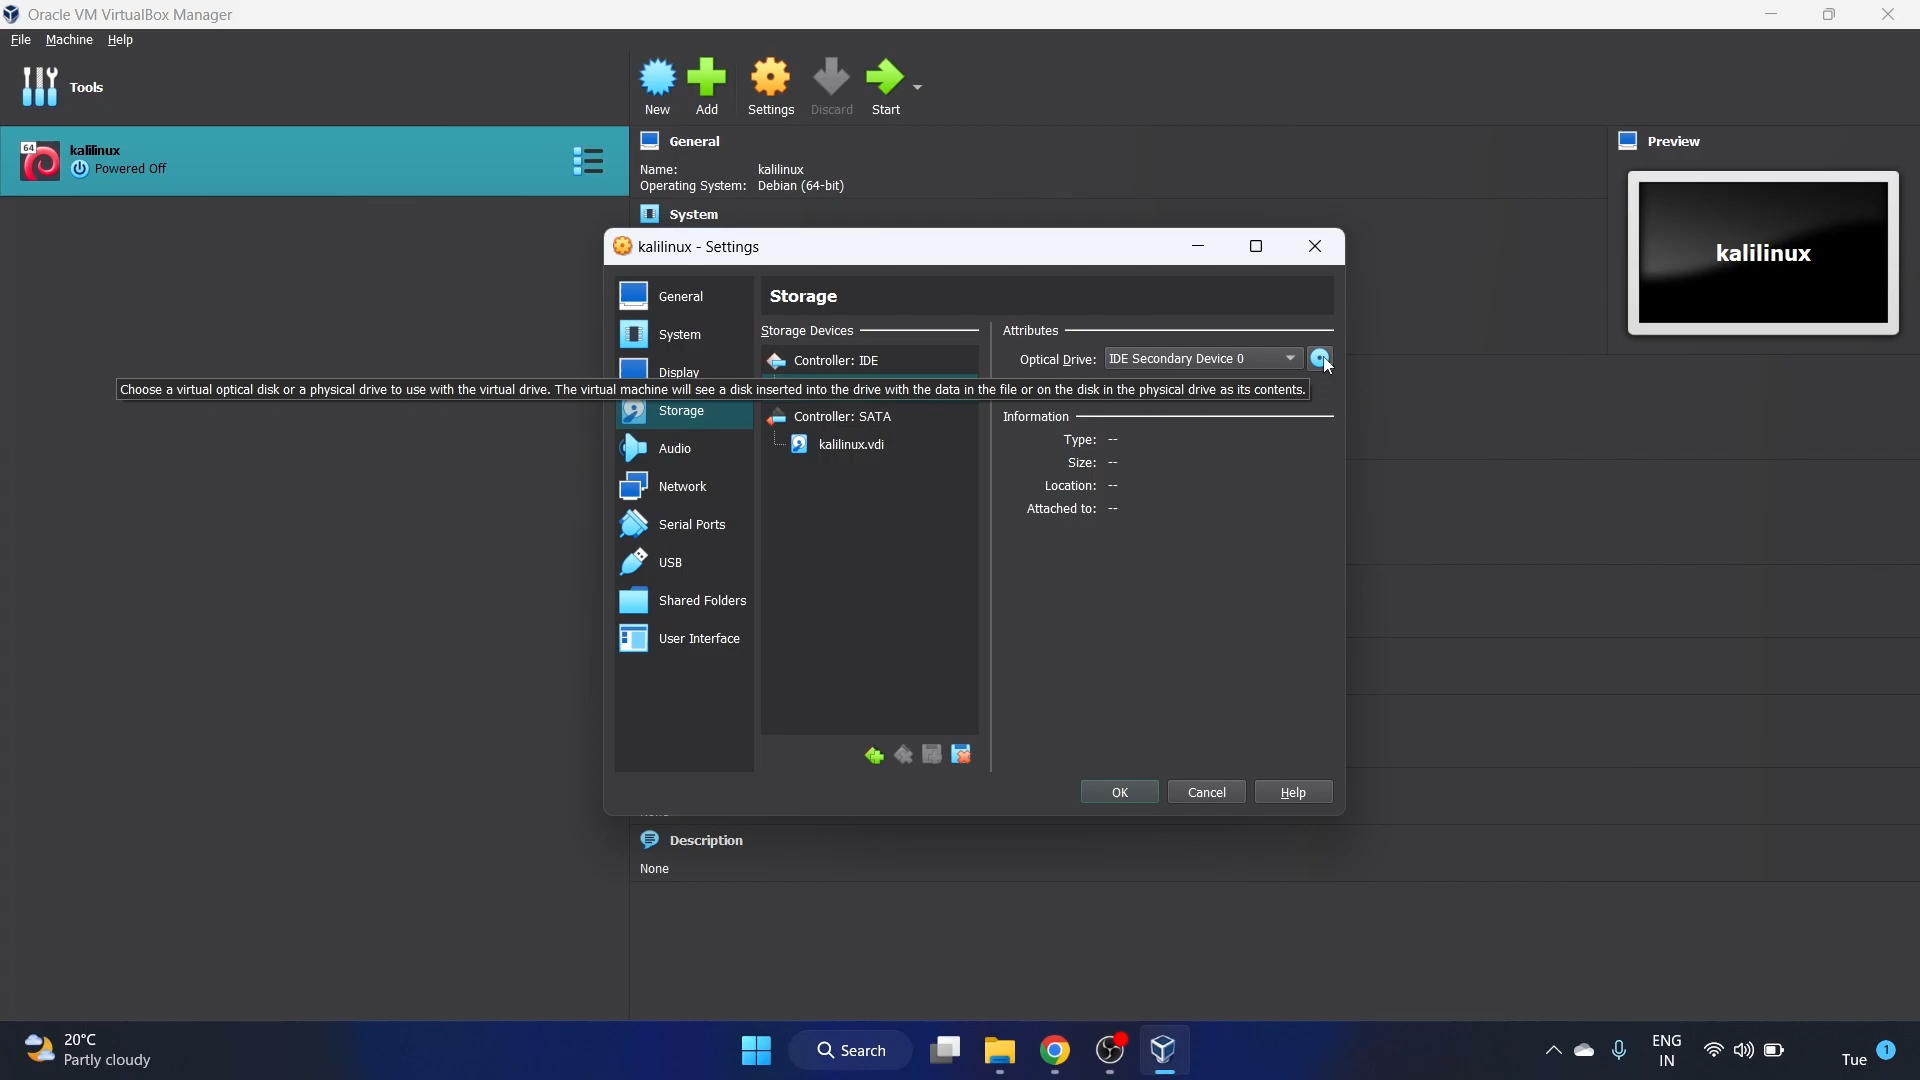 Oracle VM VirtualBox Manager
File Machine Help
Tools
New Add Settings Discard Start
64 kalilinux
Powered Off
General
Name: kalilinux
Operating System: Debian (64-bit)
System
Preview
kalilinux
kalilinux - Settings
General
System
Display
Storage
Audio
Network
Serial Ports
USB
Shared Folders
User Interface
Storage
Storage Devices
Controller: IDE
Controller: SATA
kalilinux.vdi
Attributes
Optical Drive: IDE Secondary Device 0
Choose a virtual optical disk or a physical drive to use with the virtual drive. The virtual machine will see a disk inserted into the drive with the data in the file or on the disk in the physical drive as its contents.
Information
Type: --
Size: --
Location: --
Attached to: --
OK Cancel Help
Description
None
20°C
Partly cloudy
Search
ENG
IN
Tue 1